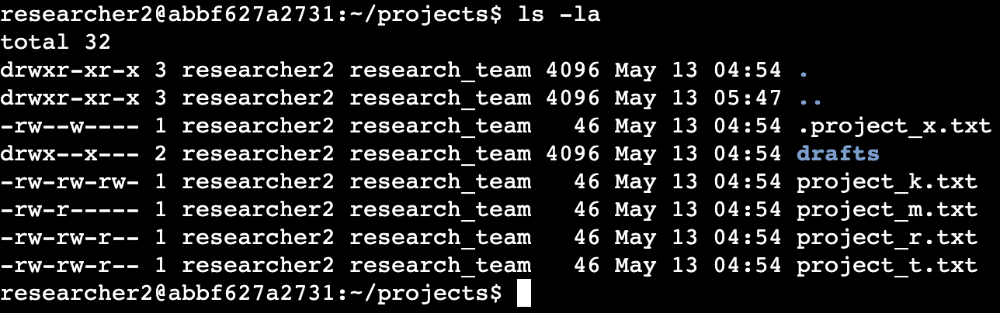 researcher2@abbf627a2731:~/projects$ ls -la
total 32
drwxr-xr-x 3 researcher2 research_team 4096 May 13 04:54 .
drwxr-xr-x 3 researcher2 research_team 4096 May 13 05:47 ..
-rw--w---- 1 researcher2 research_team   46 May 13 04:54 .project_x.txt
drwx--x--- 2 researcher2 research_team 4096 May 13 04:54 drafts
-rw-rw-rw- 1 researcher2 research_team   46 May 13 04:54 project_k.txt
-rw-r----- 1 researcher2 research_team   46 May 13 04:54 project_m.txt
-rw-rw-r-- 1 researcher2 research_team   46 May 13 04:54 project_r.txt
-rw-rw-r-- 1 researcher2 research_team   46 May 13 04:54 project_t.txt
researcher2@abbf627a2731:~/projects$